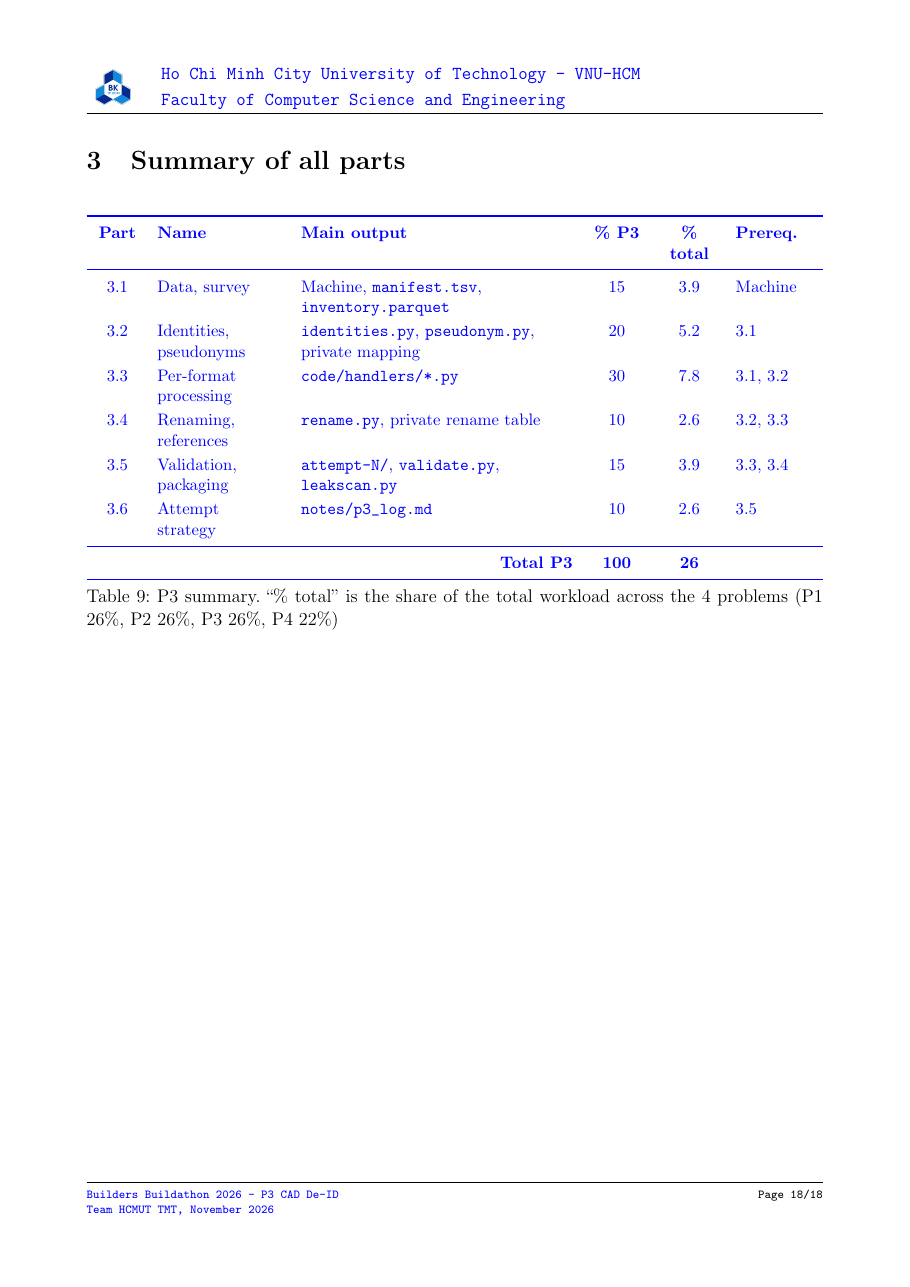 BK
Ho Chi Minh City University of Technology - VNU-HCM
Faculty of Computer Science and Engineering
3 Summary of all parts
Part Name Main output % P3 % total Prereq.
3.1 Data, survey Machine, manifest.tsv, inventory.parquet 15 3.9 Machine
3.2 Identities, pseudonyms identities.py, pseudonym.py, private mapping 20 5.2 3.1
3.3 Per-format processing code/handlers/*.py 30 7.8 3.1, 3.2
3.4 Renaming, references rename.py, private rename table 10 2.6 3.2, 3.3
3.5 Validation, packaging attempt-N/, validate.py, leakscan.py 15 3.9 3.3, 3.4
3.6 Attempt strategy notes/p3_log.md 10 2.6 3.5
Total P3 100 26
Table 9: P3 summary. “% total” is the share of the total workload across the 4 problems (P1
26%, P2 26%, P3 26%, P4 22%)
Builders Buildathon 2026 - P3 CAD De-ID
Team HCMUT TMT, November 2026
Page 18/18